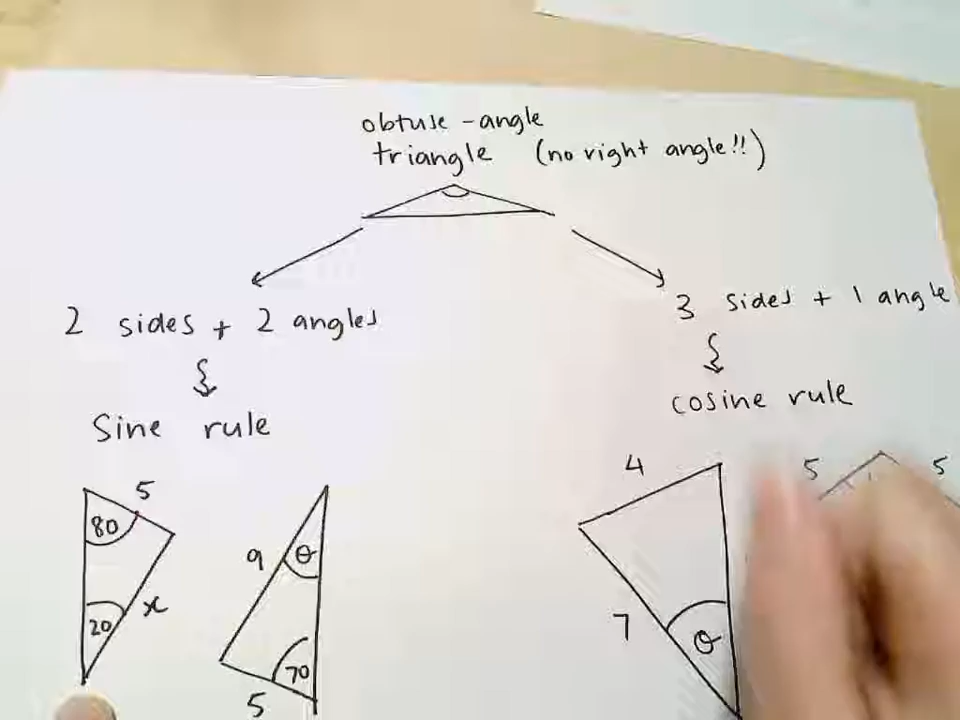 obtuse - angle
triangle (no right angle!!)
2 sides + 2 angles
3 sides + 1 angle
Sine rule
cosine rule
5
80
20
x
9
θ
70
5
4
7
θ
5
5